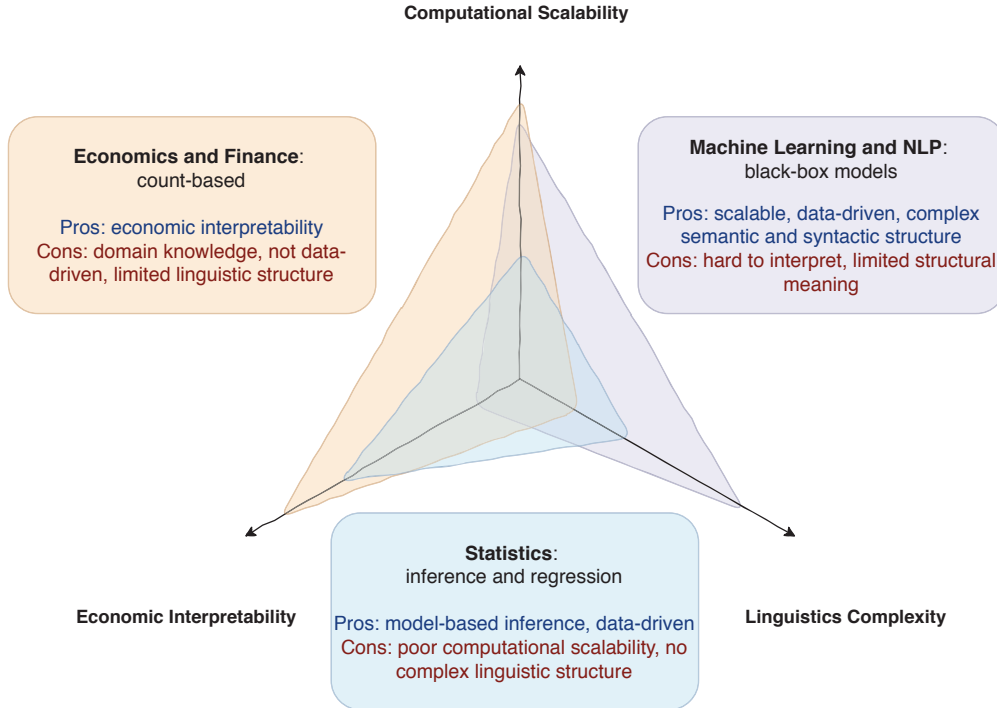 Computational Scalability
Economics and Finance:
count-based
Pros: economic interpretability
Cons: domain knowledge, not data-
driven, limited linguistic structure
Machine Learning and NLP:
black-box models
Pros: scalable, data-driven, complex
semantic and syntactic structure
Cons: hard to interpret, limited structural
meaning
Statistics:
inference and regression
Pros: model-based inference, data-driven
Cons: poor computational scalability, no
complex linguistic structure
Economic Interpretability
Linguistics Complexity